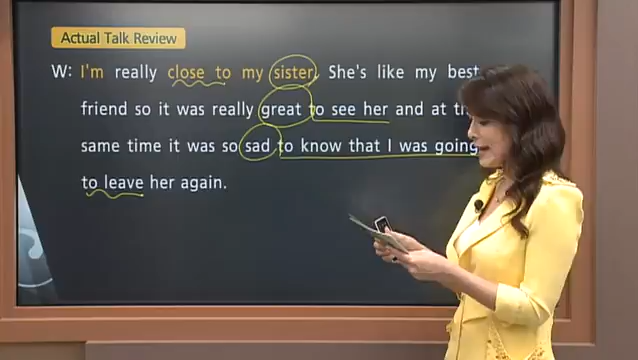 Actual Talk Review
W: I'm really close to my sister. She's like my best
friend so it was really great to see her and at
same time it was so sad to know that I was going
to leave her again.